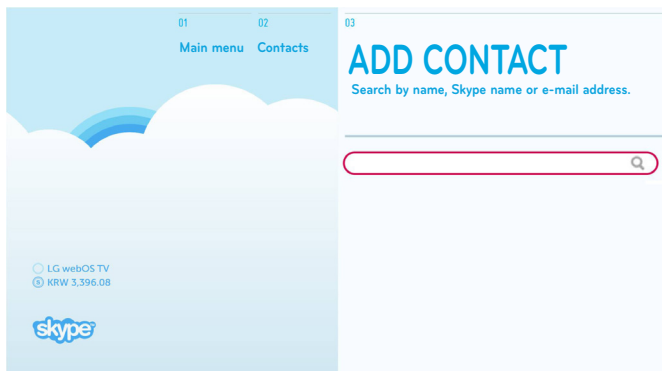 01
02
03
Main menu
Contacts
ADD CONTACT
Search by name, Skype name or e-mail address.
LG webOS TV
KRW 3,396.08
skype